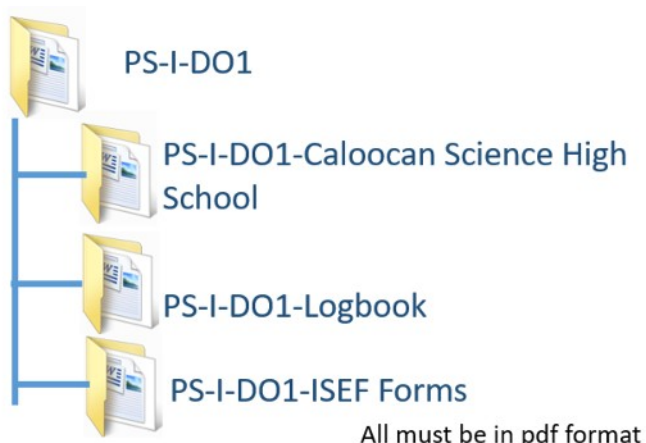 PS-I-DO1
PS-I-DO1-Caloocan Science High
School
PS-I-DO1-Logbook
PS-I-DO1-ISEF Forms
All must be in pdf format